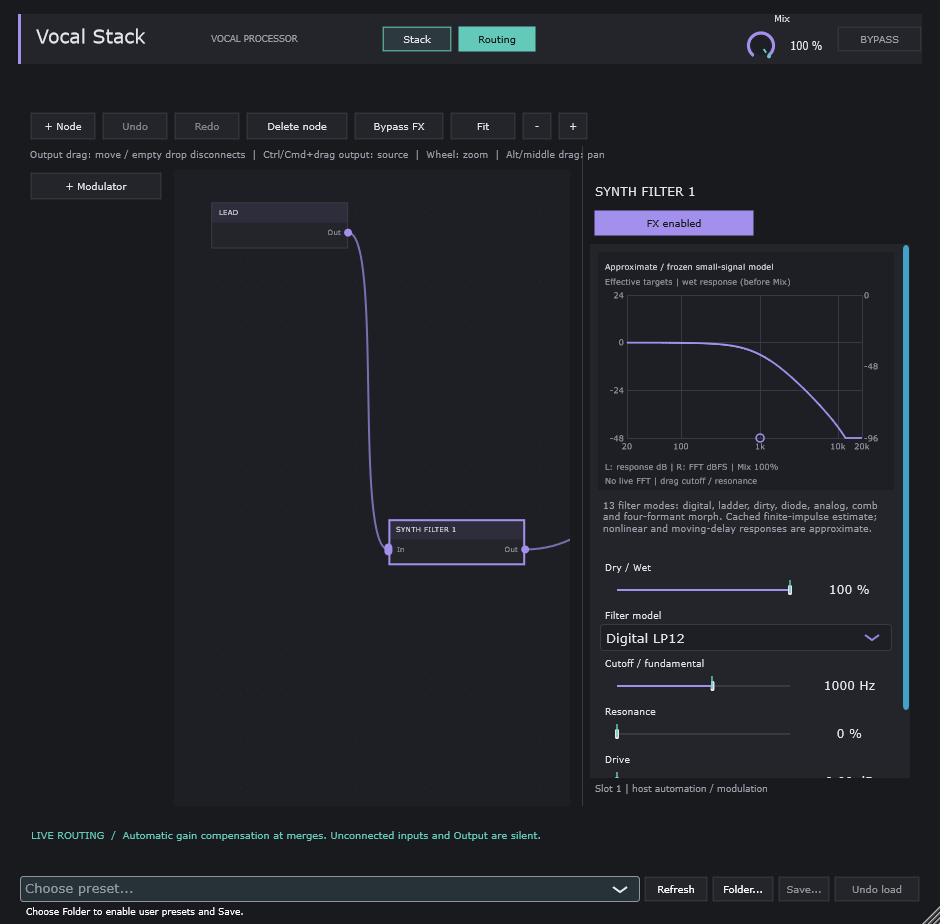 Vocal Stack
VOCAL PROCESSOR
Stack
Routing
Mix
100 %
BYPASS
+ Node
Undo
Redo
Delete node
Bypass FX
Fit
-
+
Output drag: move / empty drop disconnects | Ctrl/Cmd+drag output: source | Wheel: zoom | Alt/middle drag: pan
+ Modulator
LEAD
Out
SYNTH FILTER 1
In
Out
SYNTH FILTER 1
FX enabled
Approximate / frozen small-signal model
Effective targets | wet response (before Mix)
24
0
0
-48
-24
-48
-96
20
100
1k
10k
20k
L: response dB | R: FFT dBFS | Mix 100%
No live FFT | drag cutoff / resonance
13 filter modes: digital, ladder, dirty, diode, analog, comb
and four-formant morph. Cached finite-impulse estimate;
nonlinear and moving-delay responses are approximate.
Dry / Wet
100 %
Filter model
Digital LP12
Cutoff / fundamental
1000 Hz
Resonance
0 %
Drive
Slot 1 | host automation / modulation
LIVE ROUTING / Automatic gain compensation at merges. Unconnected inputs and Output are silent.
Choose preset...
Refresh
Folder...
Save...
Undo load
Choose Folder to enable user presets and Save.